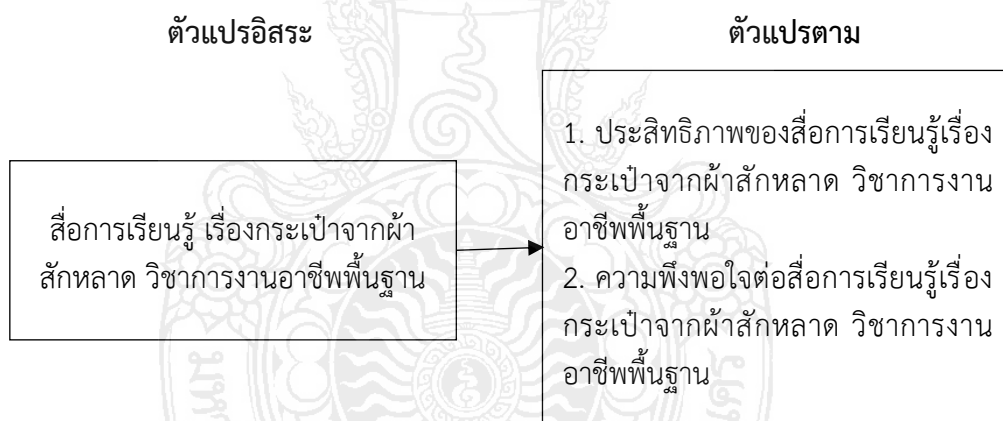 ตัวแปรอิสระ
ตัวแปรตาม
สื่อการเรียนรู้ เรื่องกระเป๋าจากผ้า
สักหลาด วิชาการงานอาชีพพื้นฐาน
1. ประสิทธิภาพของสื่อการเรียนรู้เรื่อง
กระเป๋าจากผ้าสักหลาด วิชาการงาน
อาชีพพื้นฐาน
2. ความพึงพอใจต่อสื่อการเรียนรู้เรื่อง
กระเป๋าจากผ้าสักหลาด วิชาการงาน
อาชีพพื้นฐาน